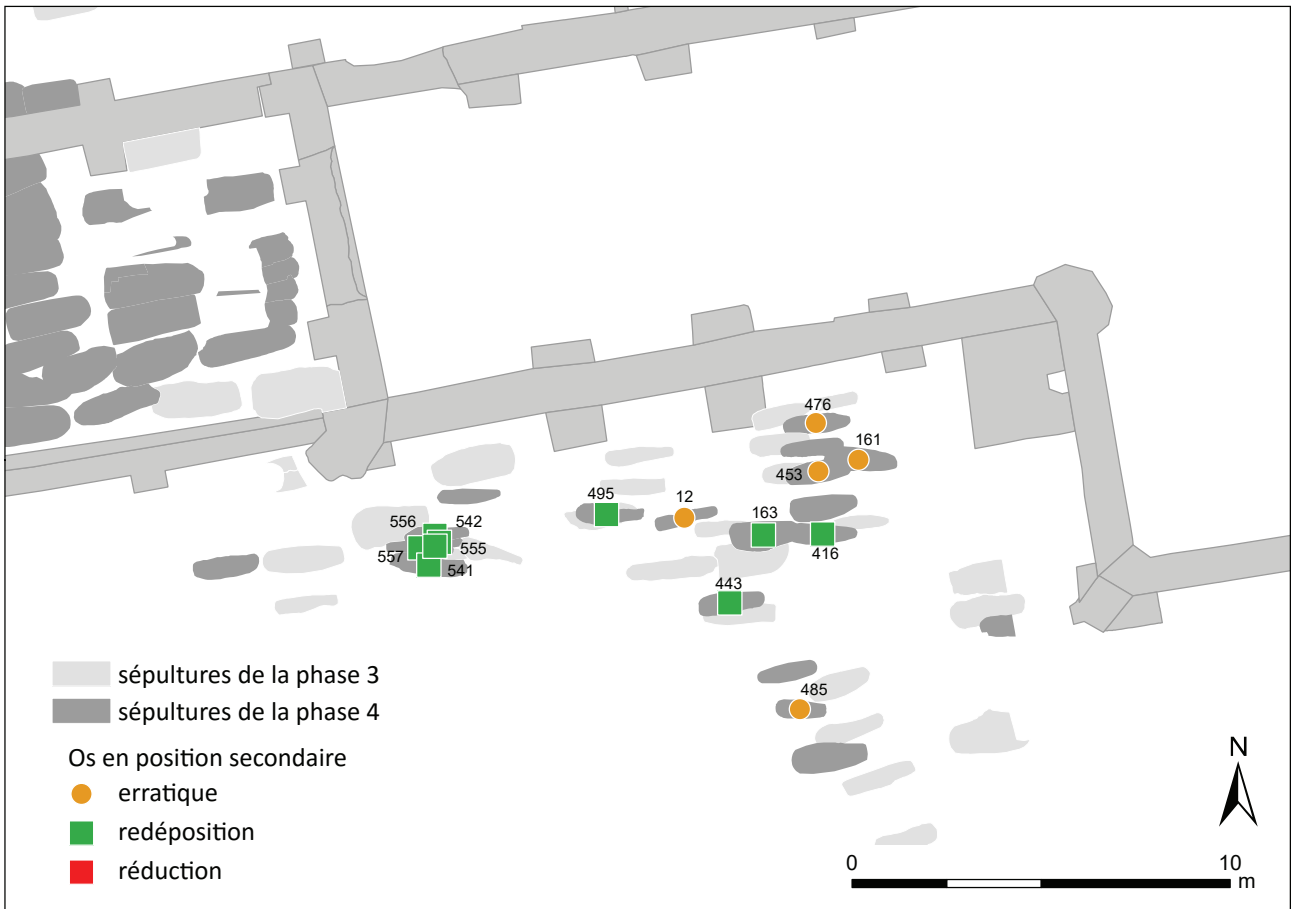 476
161
453
495
12
163
416
556
542
555
557
541
443
485
sépultures de la phase 3
sépultures de la phase 4
Os en position secondaire
erratique
redéposition
réduction
N
0
10
m